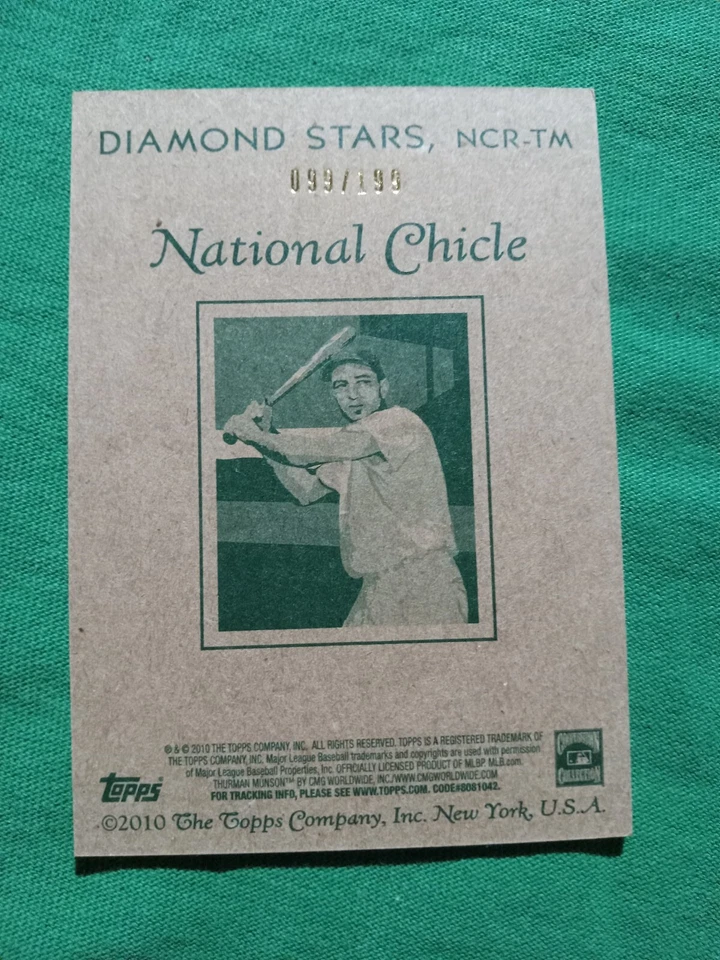 DIAMOND STARS, NCR-TM
099/199
National Chicle
® & © 2010 THE TOPPS COMPANY, INC. ALL RIGHTS RESERVED. TOPPS IS A REGISTERED TRADEMARK OF
THE TOPPS COMPANY, INC. Major League Baseball trademarks and copyrights are used with permission
of Major League Baseball Properties, Inc. OFFICIALLY LICENSED PRODUCT OF MLBP. MLB.com.
THURMAN MUNSON™ BY CMG WORLDWIDE, INC./WWW.CMGWORLDWIDE.COM
FOR TRACKING INFO, PLEASE SEE WWW.TOPPS.COM. CODE#8081042.
COOPERSTOWN
COLLECTION
Topps
©2010 The Topps Company, Inc. New York, U.S.A.